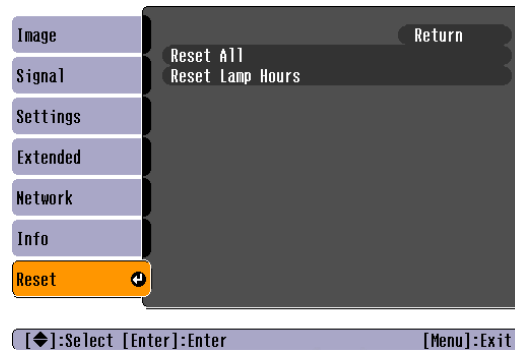 Image
Signal
Settings
Extended
Network
Info
Reset
Return
Reset All
Reset Lamp Hours
[◆]:Select [Enter]:Enter [Menu]:Exit